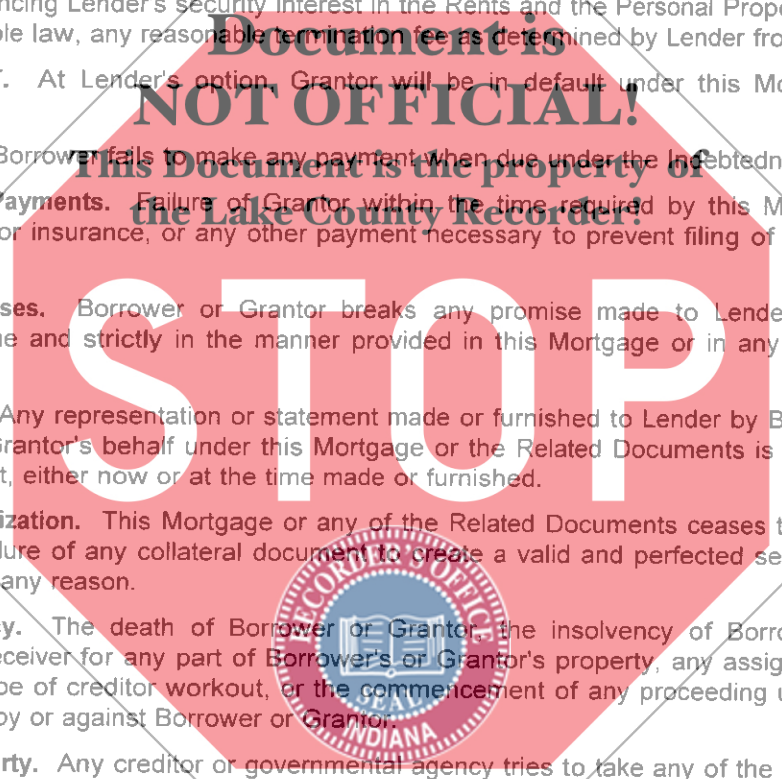 ncing Lender's security interest in the Rents and the Personal Prope
ble law, any reasonable termination fee as determined by Lender fro
Document is
T. At Lender's option, Grantor will be in default under this Mo
NOT OFFICIAL!
Borrower fails to make any payment when due under the Indebtedn
This Document is the property of
Payments. Failure of Grantor within the time required by this M
the Lake County Recorder!
or insurance, or any other payment necessary to prevent filing of
STOP
ses. Borrower or Grantor breaks any promise made to Lende
ne and strictly in the manner provided in this Mortgage or in any
Any representation or statement made or furnished to Lender by B
Grantor's behalf under this Mortgage or the Related Documents is
t, either now or at the time made or furnished.
ization. This Mortgage or any of the Related Documents ceases t
lure of any collateral document to create a valid and perfected se
any reason.
cy. The death of Borrower or Grantor, the insolvency of Borro
eceiver for any part of Borrower's or Grantor's property, any assig
pe of creditor workout, or the commencement of any proceeding u
by or against Borrower or Grantor.
RECORDER'S OFFICE
SEAL
INDIANA
rty. Any creditor or governmental agency tries to take any of the